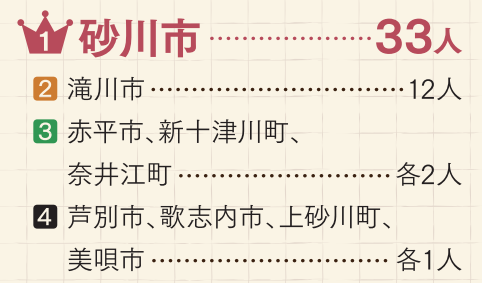 1 砂川市………………33人
2 滝川市……………………………12人
3 赤平市、新十津川町、
奈井江町………………………各2人
4 芦別市、歌志内市、上砂川町、
美唄市…………………………各1人